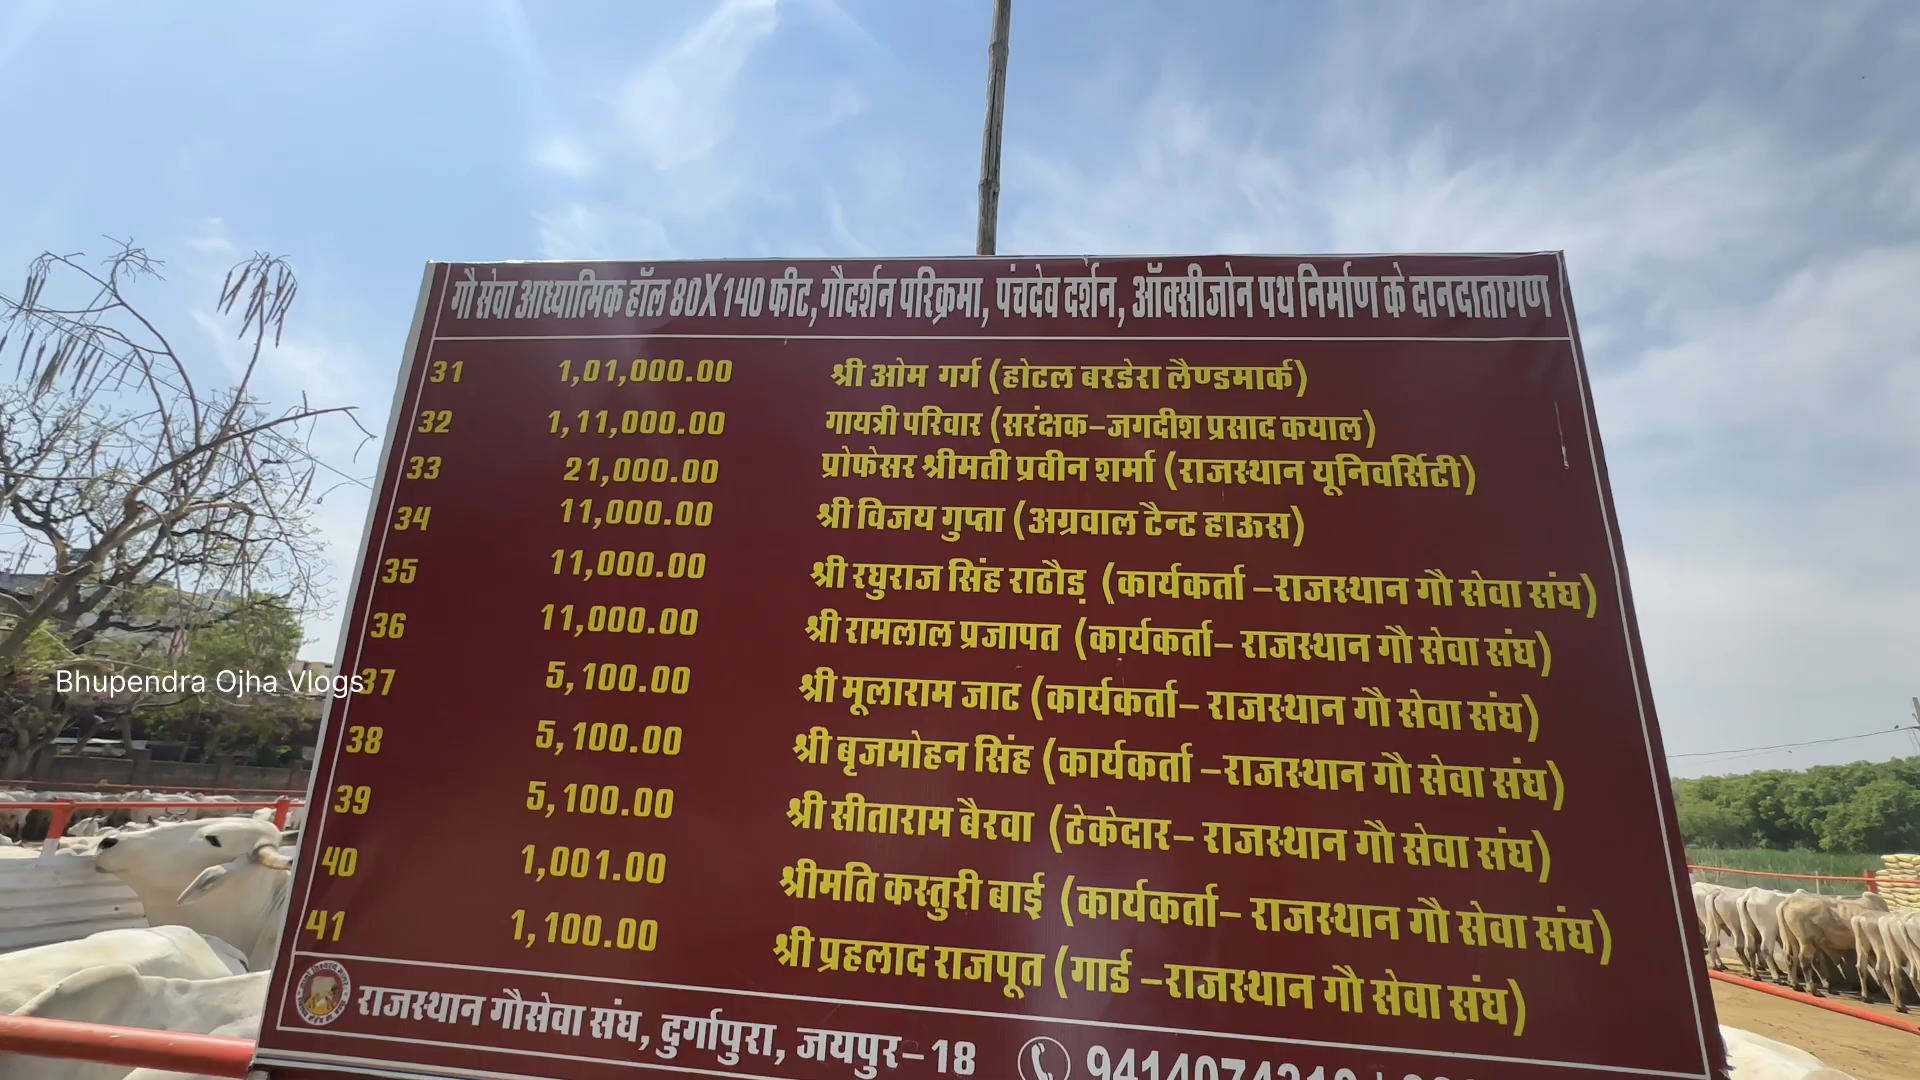 गौ सेवा आध्यात्मिक हॉल 80X140 फीट, गौदर्शन परिक्रमा, पंचदेव दर्शन, ऑक्सीजोन पथ निर्माण के दानदातागण
31 1,01,000.00 श्री ओम गर्ग (होटल बरडेरा लैण्डमार्क)
32 1,11,000.00 गायत्री परिवार (सरंक्षक-जगदीश प्रसाद कयाल)
33 21,000.00 प्रोफेसर श्रीमती प्रवीन शर्मा (राजस्थान यूनिवर्सिटी)
34 11,000.00 श्री विजय गुप्ता (अग्रवाल टैन्ट हाऊस)
35 11,000.00 श्री रघुराज सिंह राठौड़ (कार्यकर्ता -राजस्थान गौ सेवा संघ)
36 11,000.00 श्री रामलाल प्रजापत (कार्यकर्ता- राजस्थान गौ सेवा संघ)
37 5,100.00 श्री मूलाराम जाट (कार्यकर्ता- राजस्थान गौ सेवा संघ)
38 5,100.00 श्री बृजमोहन सिंह (कार्यकर्ता -राजस्थान गौ सेवा संघ)
39 5,100.00 श्री सीताराम बैरवा (ठेकेदार- राजस्थान गौ सेवा संघ)
40 1,001.00 श्रीमति कस्तुरी बाई (कार्यकर्ता- राजस्थान गौ सेवा संघ)
41 1,100.00 श्री प्रहलाद राजपूत (गार्ड -राजस्थान गौ सेवा संघ)
राजस्थान गौसेवा संघ, दुर्गापुरा, जयपुर-18
Bhupendra Ojha Vlogs